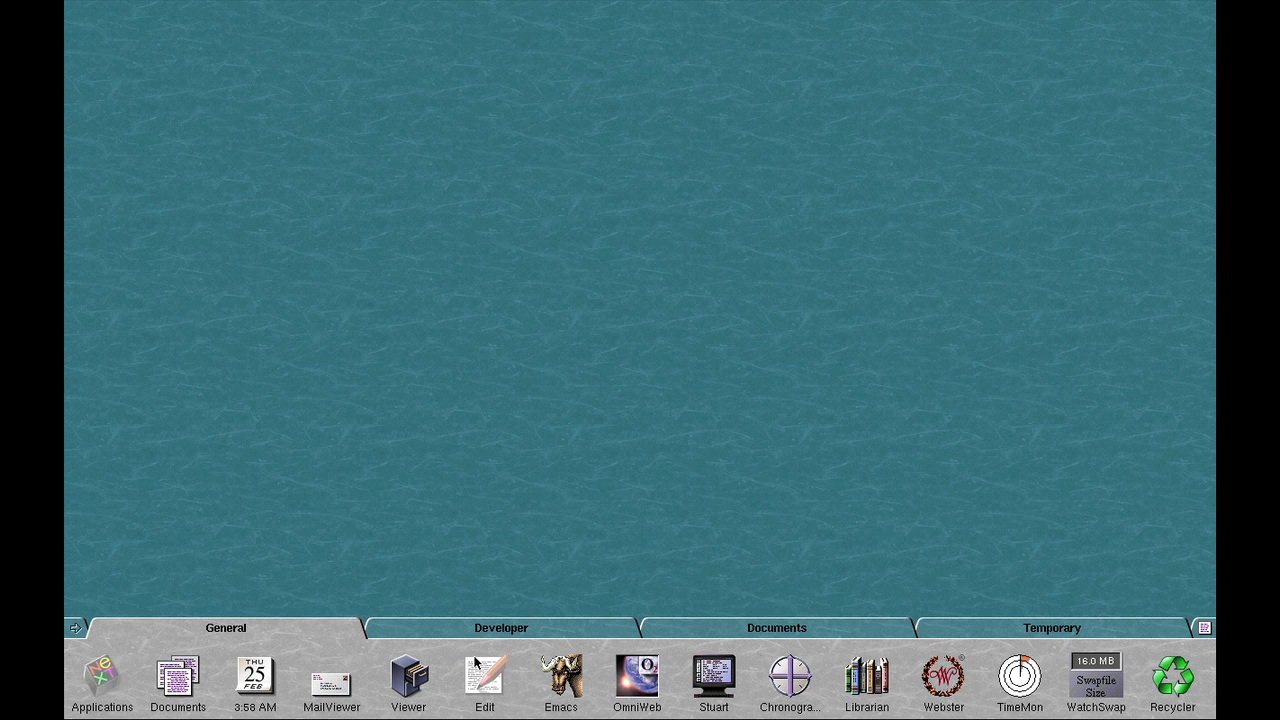 General
Developer
Documents
Temporary
NeXT
THU
25
FEB
O
W
16.0 MB
Swapfile
Size
Applications
Documents
3:58 AM
MailViewer
Viewer
Edit
Emacs
OmniWeb
Stuart
Chronogra...
Librarian
Webster
TimeMon
WatchSwap
Recycler